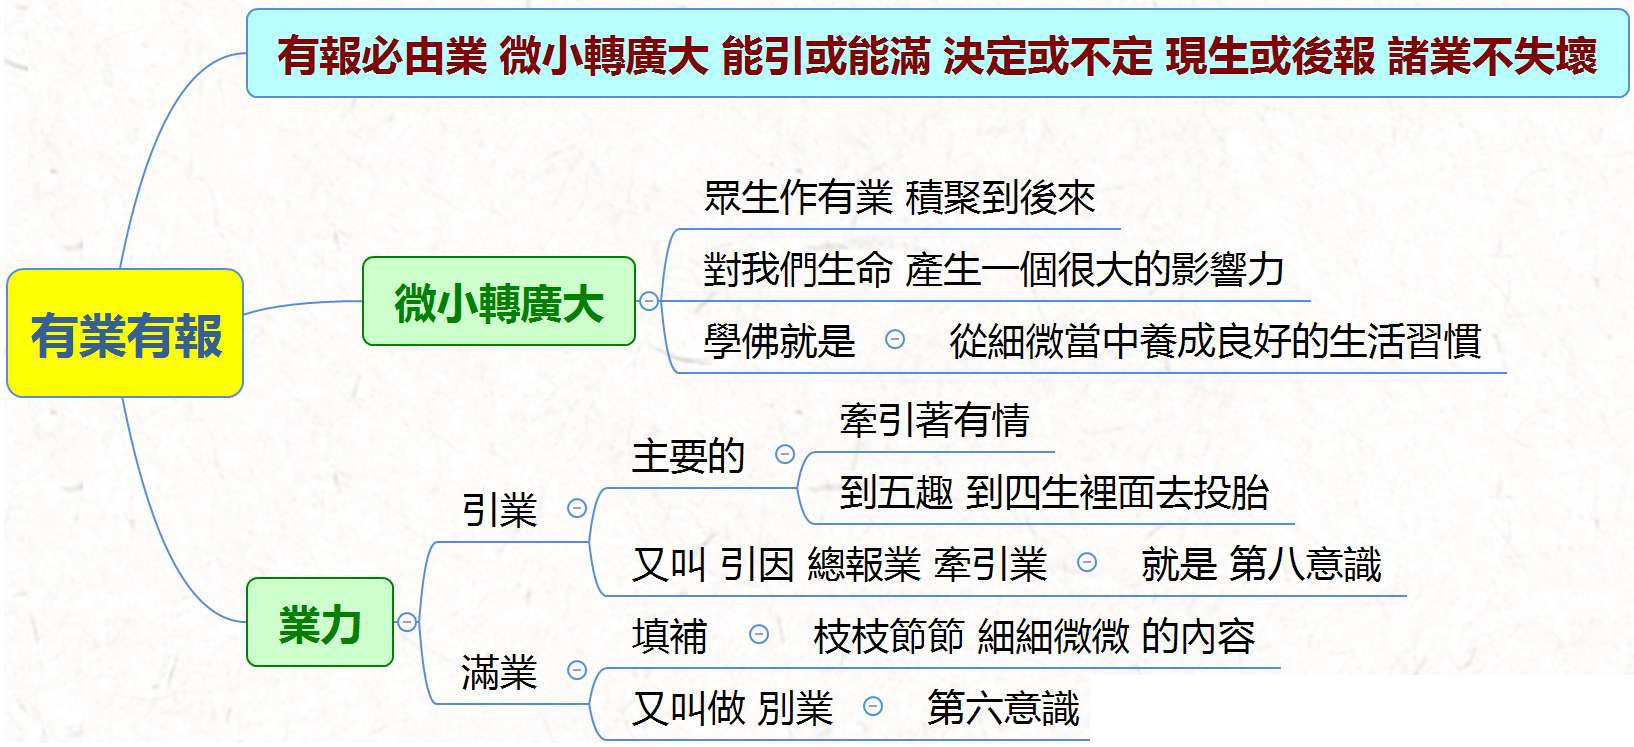 有報必由業 微小轉廣大 能引或能滿 決定或不定 現生或後報 諸業不失壞
有業有報
微小轉廣大
眾生作有業 積聚到後來
對我們生命 產生一個很大的影響力
學佛就是
從細微當中養成良好的生活習慣
業力
引業
主要的
牽引著有情
到五趣 到四生裡面去投胎
又叫 引因 總報業 牽引業
就是 第八意識
滿業
填補
枝枝節節 細細微微 的內容
又叫做 別業
第六意識